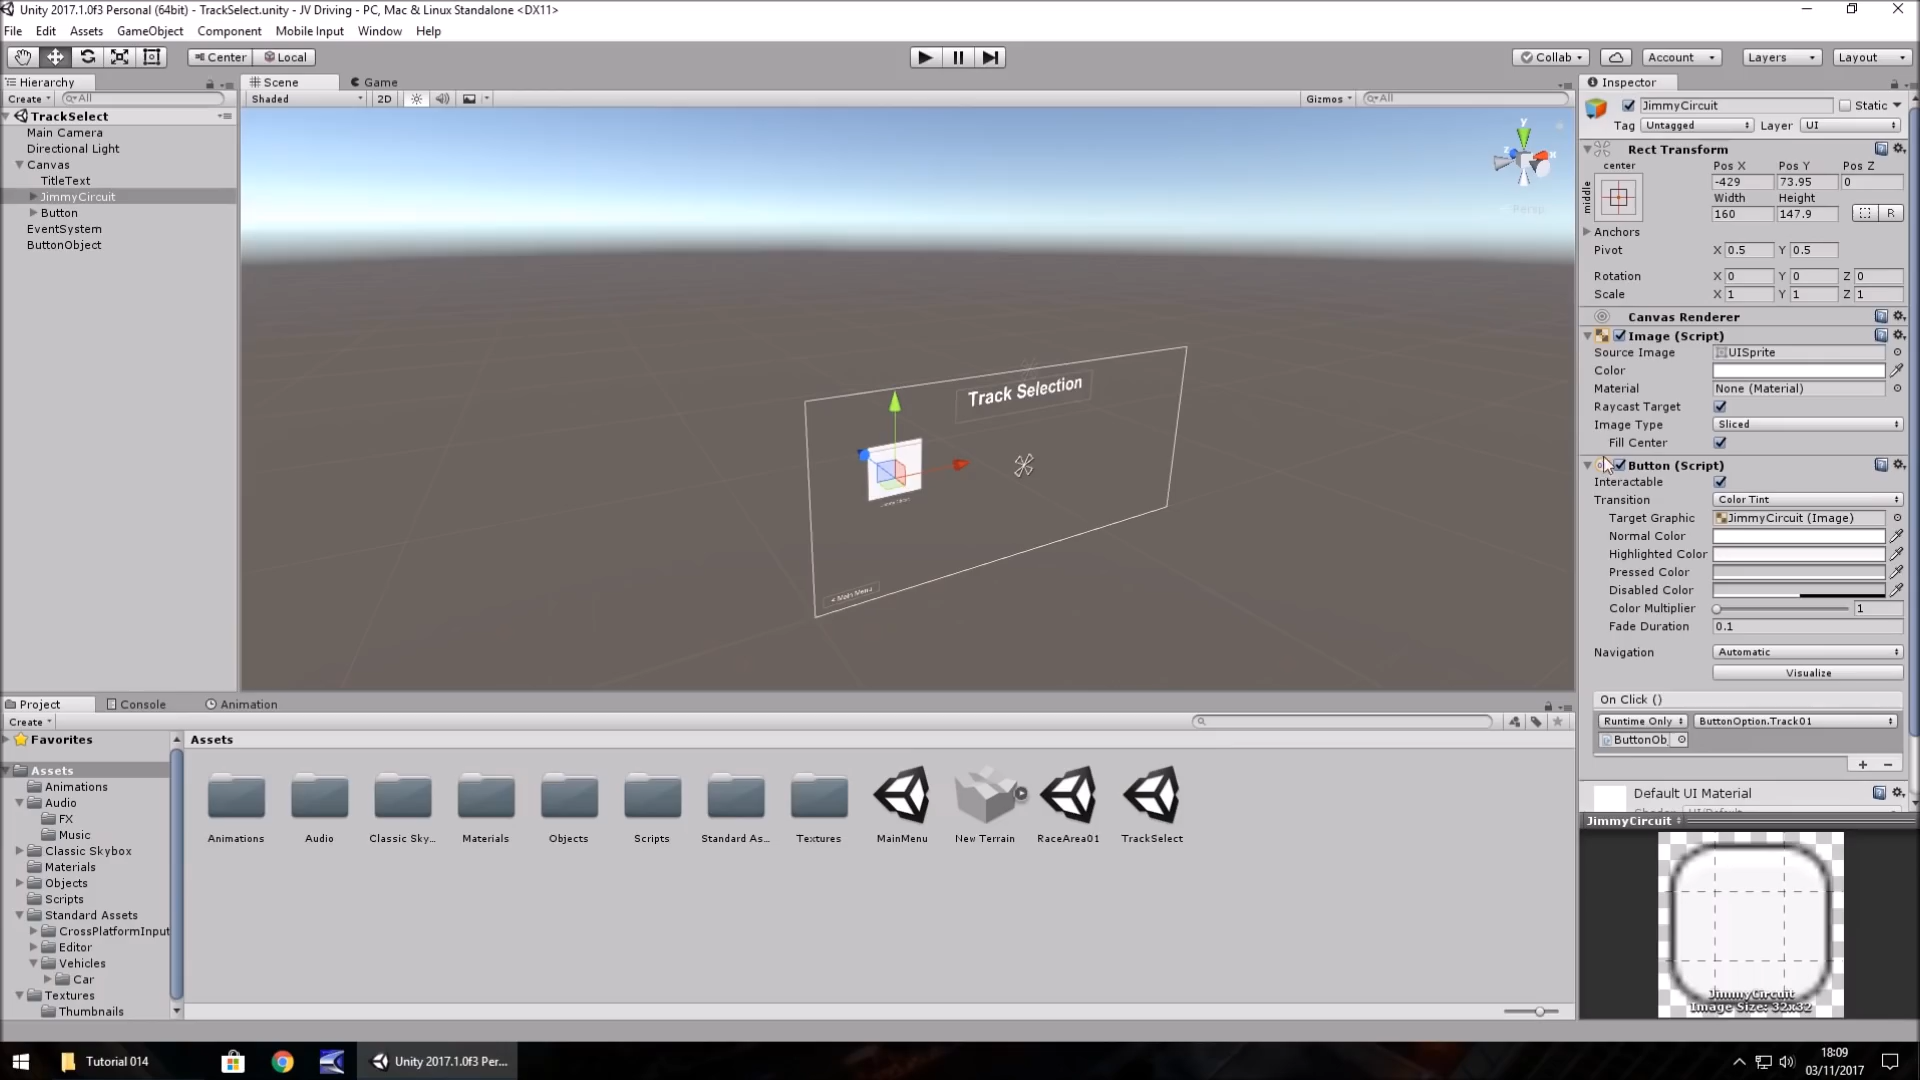 Unity 2017.1.0f3 Personal (64bit) - TrackSelect.unity - JV Driving - PC, Mac & Linux Standalone <DX11>
File Edit Assets GameObject Component Mobile Input Window Help
Center Local Collab Account Layers Layout
Hierarchy
Create All
TrackSelect
Main Camera
Directional Light
Canvas
TitleText
JimmyCircuit
Button
EventSystem
ButtonObject
Scene Game
Shaded 2D Gizmos All
y
x
z
Persp
Track Selection
< Main Menu
Inspector
JimmyCircuit Static
Tag Untagged Layer UI
Rect Transform
center Pos X Pos Y Pos Z
-429 73.95 0
middle Width Height
160 147.9 R
Anchors
Pivot X 0.5 Y 0.5
Rotation X 0 Y 0 Z 0
Scale X 1 Y 1 Z 1
Canvas Renderer
Image (Script)
Source Image UISprite
Color
Material None (Material)
Raycast Target
Image Type Sliced
Fill Center
Button (Script)
Interactable
Transition Color Tint
Target Graphic JimmyCircuit (Image)
Normal Color
Highlighted Color
Pressed Color
Disabled Color
Color Multiplier 1
Fade Duration 0.1
Navigation Automatic
Visualize
On Click ()
Runtime Only ButtonOption.Track01
ButtonOb
+ -
Default UI Material
JimmyCircuit
JimmyCircuit
Image Size: 32x32
Project Console Animation
Create
Favorites
Assets
Animations
Audio
FX
Music
Classic Skybox
Materials
Objects
Scripts
Standard Assets
CrossPlatformInput
Editor
Vehicles
Car
Textures
Thumbnails
Assets
Animations Audio Classic Sky... Materials Objects Scripts Standard As... Textures MainMenu New Terrain RaceArea01 TrackSelect
Tutorial 014 Unity 2017.1.0f3 Per...
18:09
03/11/2017